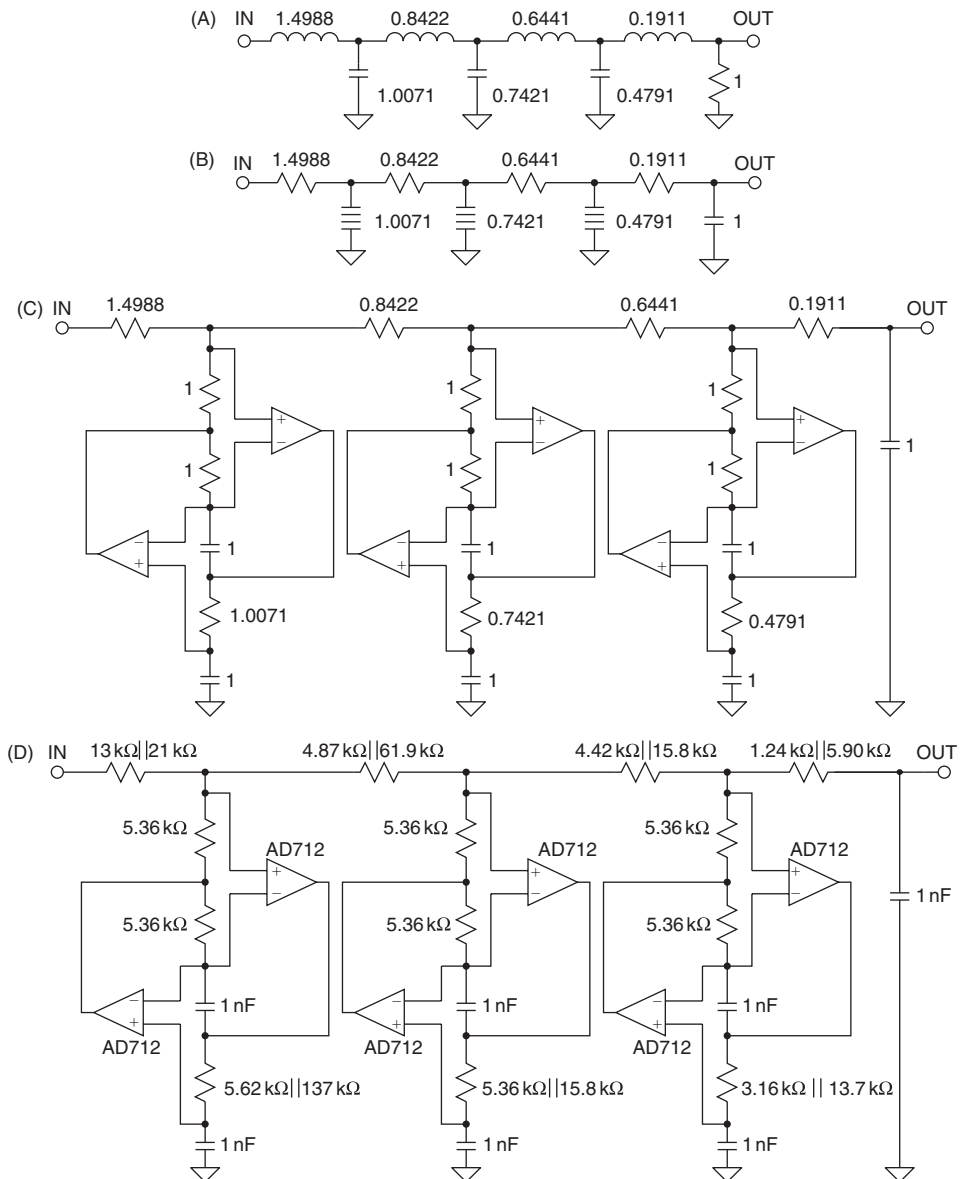 (A) IN 1.4988 0.8422 0.6441 0.1911 OUT
1.0071 0.7421 0.4791 1
(B) IN 1.4988 0.8422 0.6441 0.1911 OUT
1.0071 0.7421 0.4791 1
(C) IN 1.4988 0.8422 0.6441 0.1911 OUT
1 1 1
+ + +
− − −
1
1 1 1
− − −
+ + +
1 1 1
1.0071 0.7421 0.4791
1 1 1
(D) IN 13 kΩ||21 kΩ 4.87 kΩ||61.9 kΩ 4.42 kΩ||15.8 kΩ 1.24 kΩ||5.90 kΩ OUT
5.36 kΩ 5.36 kΩ 5.36 kΩ
AD712 AD712 AD712
+ + +
− − −
1 nF
5.36 kΩ 5.36 kΩ 5.36 kΩ
− − −
1 nF 1 nF 1 nF
+ + +
AD712 AD712 AD712
5.62 kΩ||137 kΩ 5.36 kΩ||15.8 kΩ 3.16 kΩ || 13.7 kΩ
1 nF 1 nF 1 nF